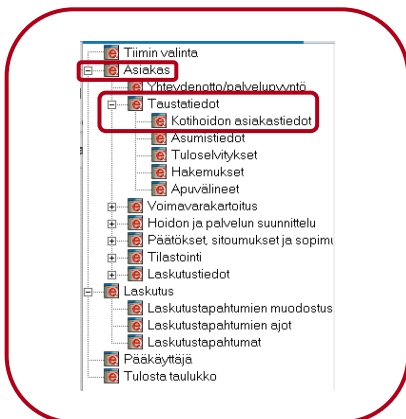 Tiimin valinta
Asiakas
Yhteydenotto/palvelupyyntö
Taustatiedot
Kotihoidon asiakastiedot
Asumistiedot
Tuloselvitykset
Hakemukset
Apuvälineet
Voimavarakartoitus
Hoidon ja palvelun suunnittelu
Päätökset, sitoumukset ja sopimu
Tilastointi
Laskutustiedot
Laskutus
Laskutustapahtumien muodostus
Laskutustapahtumien ajot
Laskutustapahtumat
Pääkäyttäjä
Tulosta taulukko